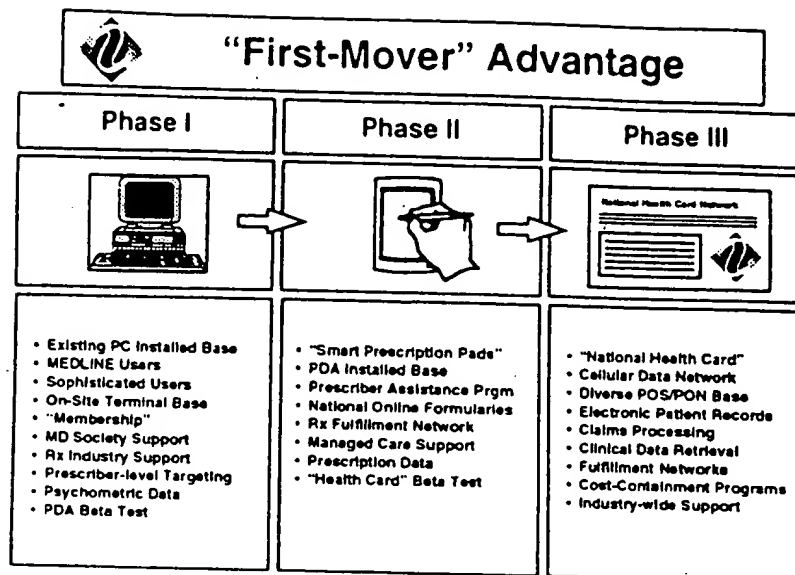 "First-Mover" Advantage
Phase I
Phase II
Phase III
National Health Card Network
• Existing PC Installed Base
• MEDLINE Users
• Sophisticated Users
• On-Site Terminal Base
• "Membership"
• MD Society Support
• Rx Industry Support
• Prescriber-level Targeting
• Psychometric Data
• PDA Beta Test
• "Smart Prescription Pads"
• PDA Installed Base
• Prescriber Assistance Prgm
• National Online Formularies
• Rx Fulfillment Network
• Managed Care Support
• Prescription Data
• "Health Card" Beta Test
• "National Health Card"
• Cellular Data Network
• Diverse POS/PON Base
• Electronic Patient Records
• Claims Processing
• Clinical Data Retrieval
• Fulfillment Networks
• Cost-Containment Programs
• Industry-wide Support